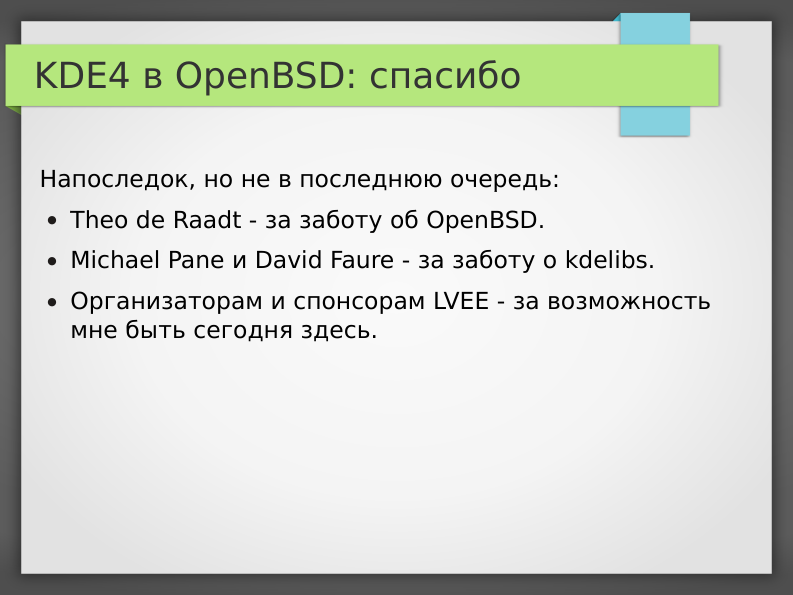 KDE4 в OpenBSD: спасибо
Напоследок, но не в последнюю очередь:
• Theo de Raadt - за заботу об OpenBSD.
• Michael Pane и David Faure - за заботу о kdelibs.
• Организаторам и спонсорам LVEE - за возможность
мне быть сегодня здесь.